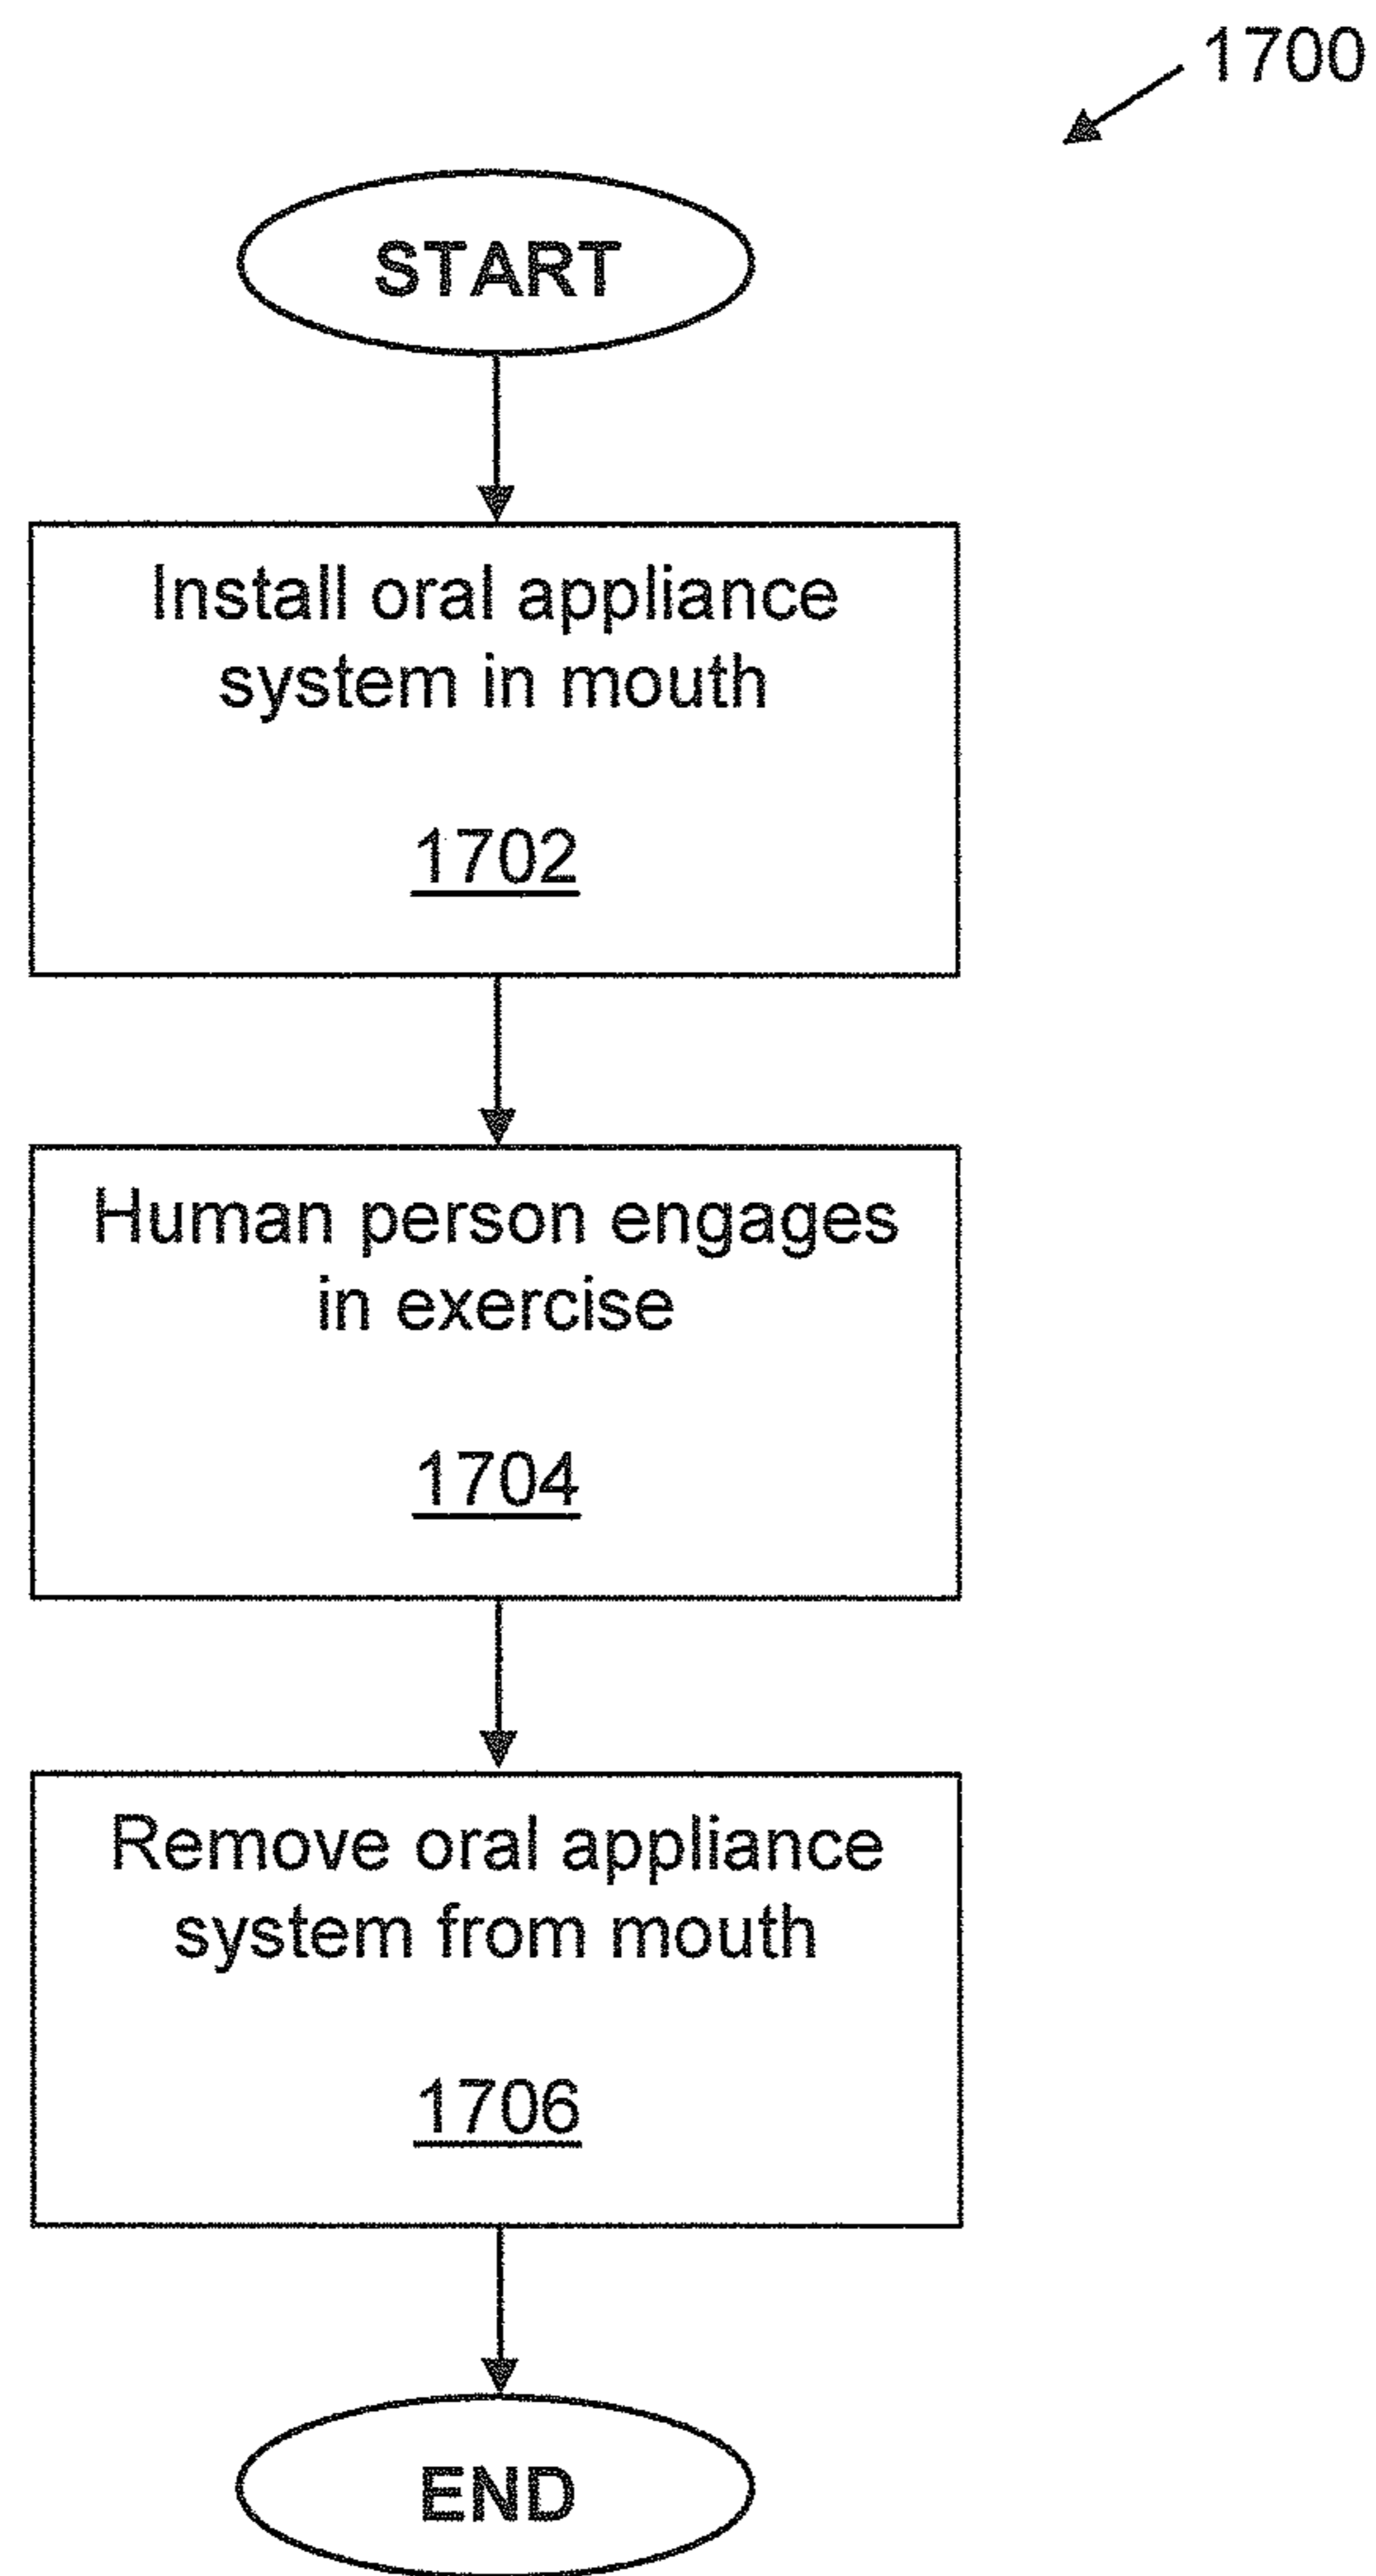 1700
START
Install oral appliance
system in mouth
1702
Human person engages
in exercise
1704
Remove oral appliance
system from mouth
1706
END